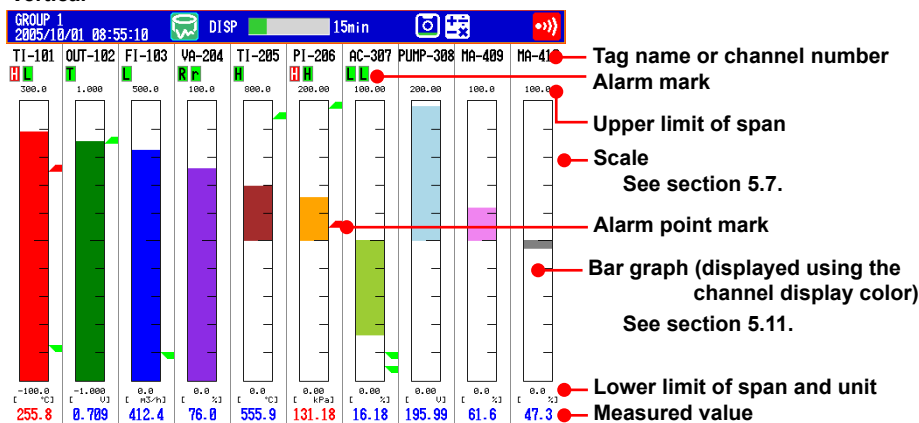 Vertical
GROUP 1
2005/10/01 08:55:10 DISP 15min
TI-101 OUT-102 FI-103 VA-204 TI-205 PI-206 AC-307 PUMP-308 MA-409 MA-410
H L T L R r H H H L L
300.0 1.000 500.0 100.0 800.0 200.00 100.00 200.00 100.0 100.0
-100.0 -1.000 0.0 0.0 0.0 0.0 0.0 0.0 0.0 0.0
[ °C] [ V] [ m3/h] [ %] [ °C] [ kPa] [ %] [ V] [ %] [ %]
255.8 0.709 412.4 76.0 555.9 131.18 16.18 195.99 61.6 47.3
Tag name or channel number
Alarm mark
Upper limit of span
Scale
See section 5.7.
Alarm point mark
Bar graph (displayed using the
channel display color)
See section 5.11.
Lower limit of span and unit
Measured value